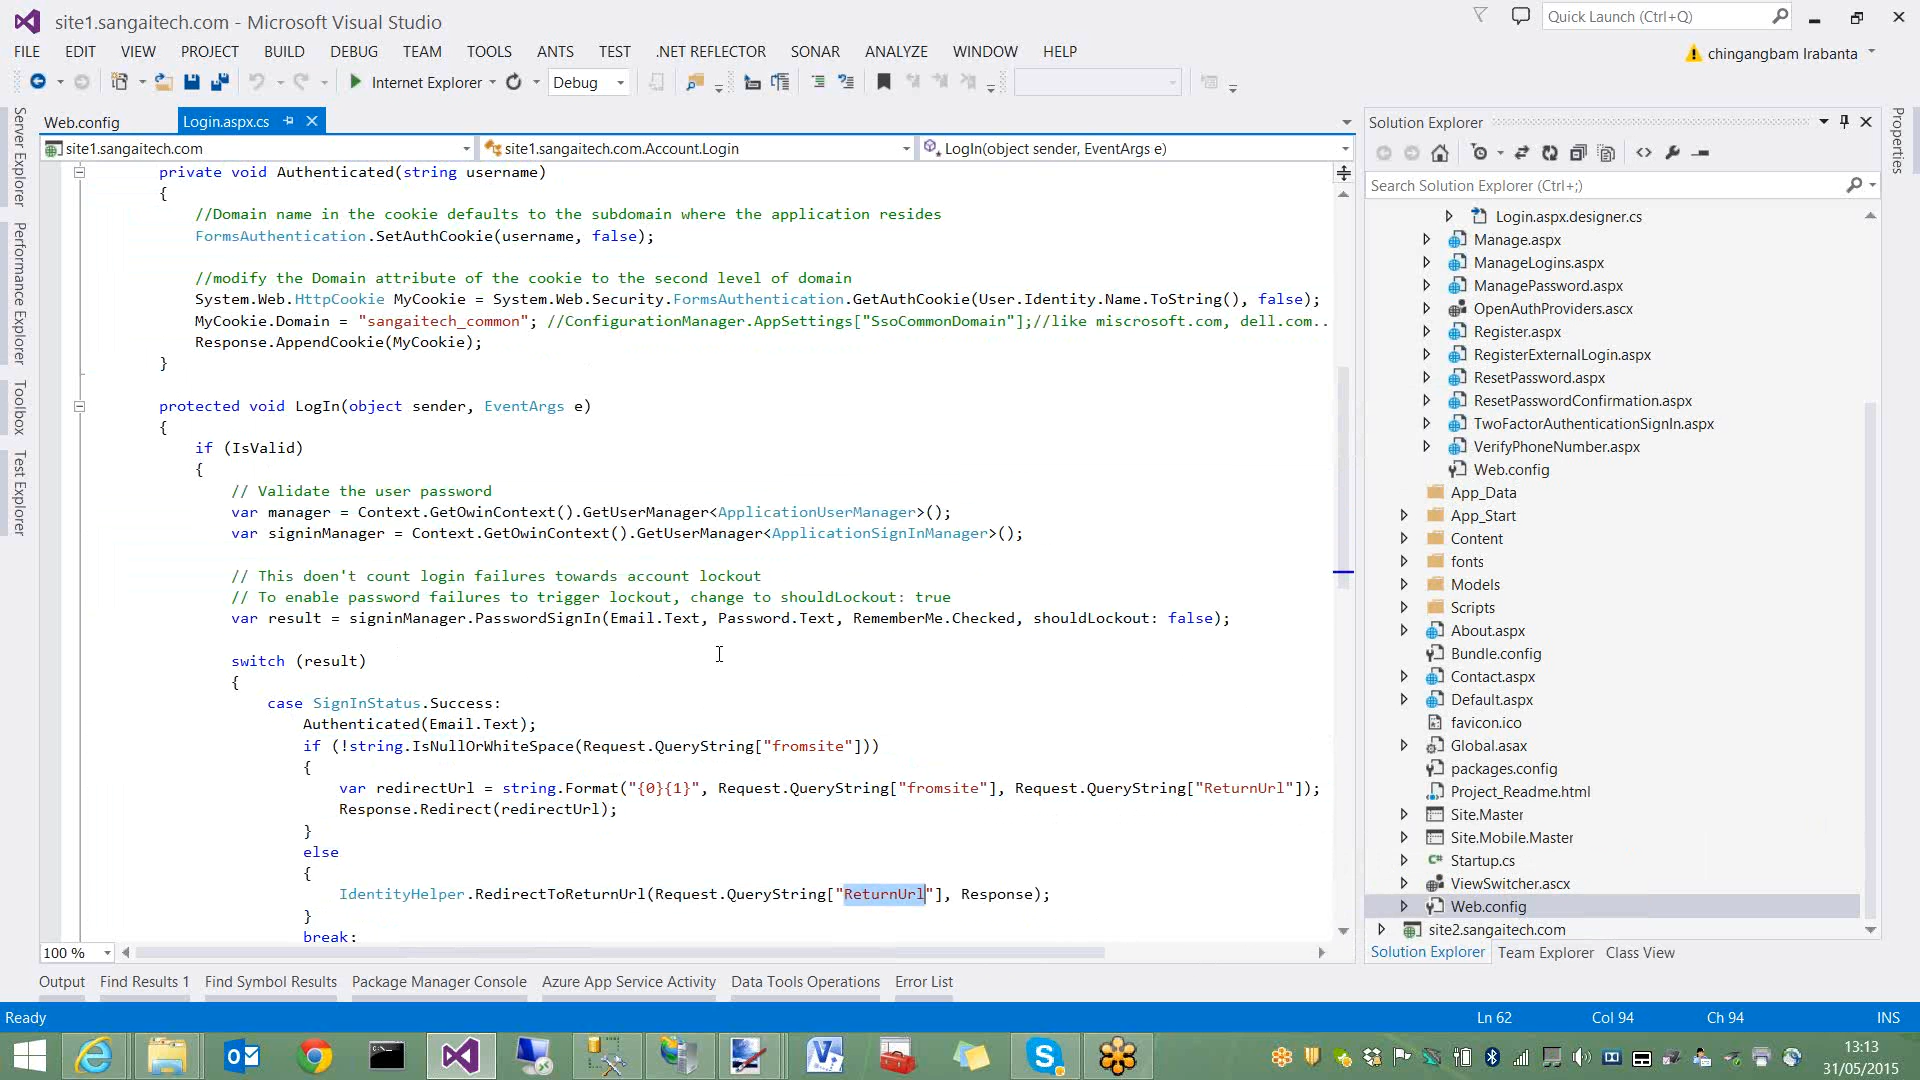 site1.sangaitech.com - Microsoft Visual Studio
Quick Launch (Ctrl+Q)
FILE EDIT VIEW PROJECT BUILD DEBUG TEAM TOOLS ANTS TEST .NET REFLECTOR SONAR ANALYZE WINDOW HELP
chingangbam Irabanta
Internet Explorer
Debug
Server Explorer
Performance Explorer
Toolbox
Test Explorer
Web.config
Login.aspx.cs
site1.sangaitech.com
site1.sangaitech.com.Account.Login
LogIn(object sender, EventArgs e)
private void Authenticated(string username)
{
//Domain name in the cookie defaults to the subdomain where the application resides
FormsAuthentication.SetAuthCookie(username, false);
//modify the Domain attribute of the cookie to the second level of domain
System.Web.HttpCookie MyCookie = System.Web.Security.FormsAuthentication.GetAuthCookie(User.Identity.Name.ToString(), false);
MyCookie.Domain = "sangaitech_common"; //ConfigurationManager.AppSettings["SsoCommonDomain"];//like miscrosoft.com, dell.com..
Response.AppendCookie(MyCookie);
}
protected void LogIn(object sender, EventArgs e)
{
if (IsValid)
{
// Validate the user password
var manager = Context.GetOwinContext().GetUserManager<ApplicationUserManager>();
var signinManager = Context.GetOwinContext().GetUserManager<ApplicationSignInManager>();
// This doen't count login failures towards account lockout
// To enable password failures to trigger lockout, change to shouldLockout: true
var result = signinManager.PasswordSignIn(Email.Text, Password.Text, RememberMe.Checked, shouldLockout: false);
switch (result)
{
case SignInStatus.Success:
Authenticated(Email.Text);
if (!string.IsNullOrWhiteSpace(Request.QueryString["fromsite"]))
{
var redirectUrl = string.Format("{0}{1}", Request.QueryString["fromsite"], Request.QueryString["ReturnUrl"]);
Response.Redirect(redirectUrl);
}
else
{
IdentityHelper.RedirectToReturnUrl(Request.QueryString["ReturnUrl"], Response);
}
break;
100 %
Solution Explorer
Search Solution Explorer (Ctrl+;)
Login.aspx.designer.cs
Manage.aspx
ManageLogins.aspx
ManagePassword.aspx
OpenAuthProviders.ascx
Register.aspx
RegisterExternalLogin.aspx
ResetPassword.aspx
ResetPasswordConfirmation.aspx
TwoFactorAuthenticationSignIn.aspx
VerifyPhoneNumber.aspx
Web.config
App_Data
App_Start
Content
fonts
Models
Scripts
About.aspx
Bundle.config
Contact.aspx
Default.aspx
favicon.ico
Global.asax
packages.config
Project_Readme.html
Site.Master
Site.Mobile.Master
Startup.cs
ViewSwitcher.ascx
Web.config
site2.sangaitech.com
Solution Explorer Team Explorer Class View
Properties
Output Find Results 1 Find Symbol Results Package Manager Console Azure App Service Activity Data Tools Operations Error List
Ready Ln 62 Col 94 Ch 94 INS
13:13
31/05/2015